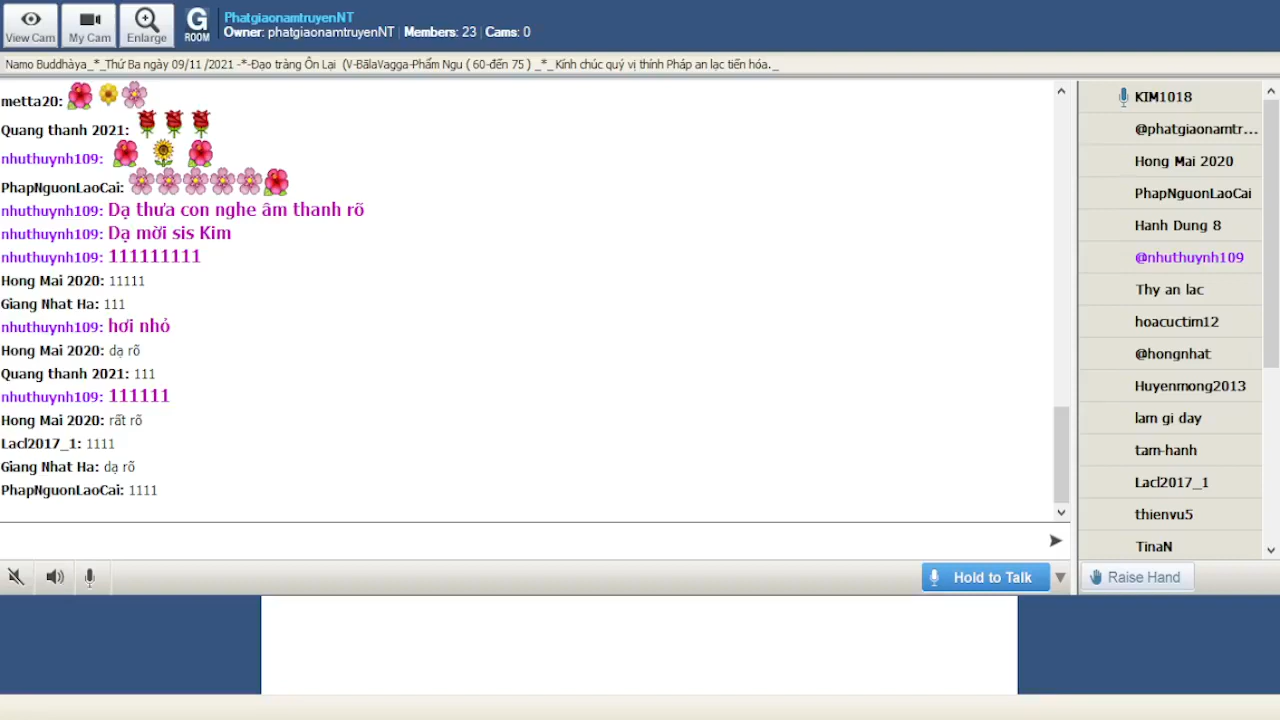 View Cam
My Cam
Enlarge
G
ROOM
PhatgiaonamtruyenNT
Owner: phatgiaonamtruyenNT | Members: 23 | Cams: 0
Namo Buddhàya_*_Thứ Ba ngày 09/11 /2021 -*-Đạo tràng Ôn Lại (V-BālaVagga-Phẩm Ngu ( 60-đến 75 ) _*_ Kính chúc quý vị thính Pháp an lạc tiến hóa._
metta20:
Quang thanh 2021:
nhuthuynh109:
PhapNguonLaoCai:
nhuthuynh109: Dạ thưa con nghe âm thanh rõ
nhuthuynh109: Dạ mời sis Kim
nhuthuynh109: 111111111
Hong Mai 2020: 11111
Giang Nhat Ha: 111
nhuthuynh109: hơi nhỏ
Hong Mai 2020: dạ rõ
Quang thanh 2021: 111
nhuthuynh109: 111111
Hong Mai 2020: rất rõ
Lacl2017_1: 1111
Giang Nhat Ha: dạ rõ
PhapNguonLaoCai: 1111
Hold to Talk
KIM1018
@phatgiaonamtr...
Hong Mai 2020
PhapNguonLaoCai
Hanh Dung 8
@nhuthuynh109
Thy an lac
hoacuctim12
@hongnhat
Huyenmong2013
lam gi day
tam-hanh
Lacl2017_1
thienvu5
TinaN
Raise Hand